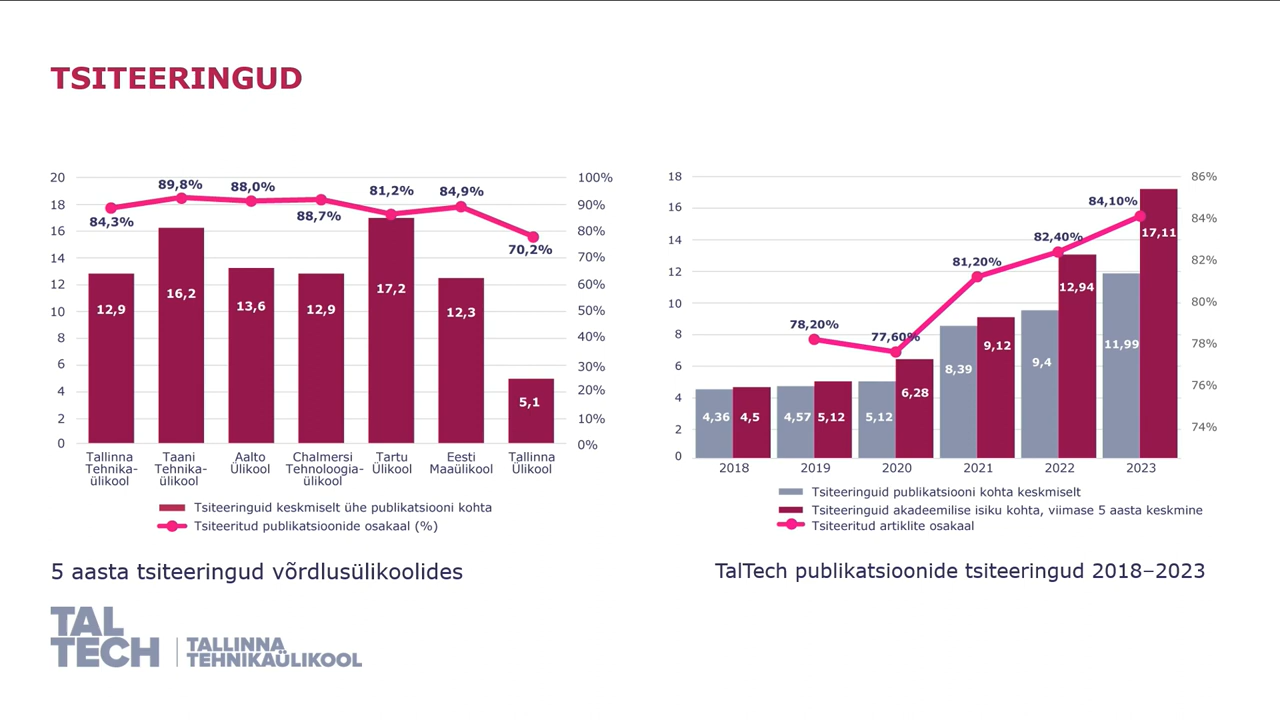 TSITEERINGUD
20
18
16
14
12
10
8
6
4
2
0
100%
90%
80%
70%
60%
50%
40%
30%
20%
10%
0%
84,3%
89,8%
88,0%
88,7%
81,2%
84,9%
70,2%
12,9
16,2
13,6
12,9
17,2
12,3
5,1
Tallinna
Tehnika-
ülikool
Taani
Tehnika-
ülikool
Aalto
Ülikool
Chalmersi
Tehnoloogia-
ülikool
Tartu
Ülikool
Eesti
Maaülikool
Tallinna
Ülikool
Tsiteeringuid keskmiselt ühe publikatsiooni kohta
Tsiteeritud publikatsioonide osakaal (%)
5 aasta tsiteeringud võrdlusülikoolides
18
16
14
12
10
8
6
4
2
0
86%
84%
82%
80%
78%
76%
74%
78,20%
77,60%
81,20%
82,40%
84,10%
4,36
4,5
4,57
5,12
5,12
6,28
8,39
9,12
9,4
12,94
11,99
17,11
2018
2019
2020
2021
2022
2023
Tsiteeringuid publikatsiooni kohta keskmiselt
Tsiteeringuid akadeemilise isiku kohta, viimase 5 aasta keskmine
Tsiteeritud artiklite osakaal
TalTech publikatsioonide tsiteeringud 2018–2023
TAL
TECH
TALLINNA
TEHNIKAÜLIKOOL